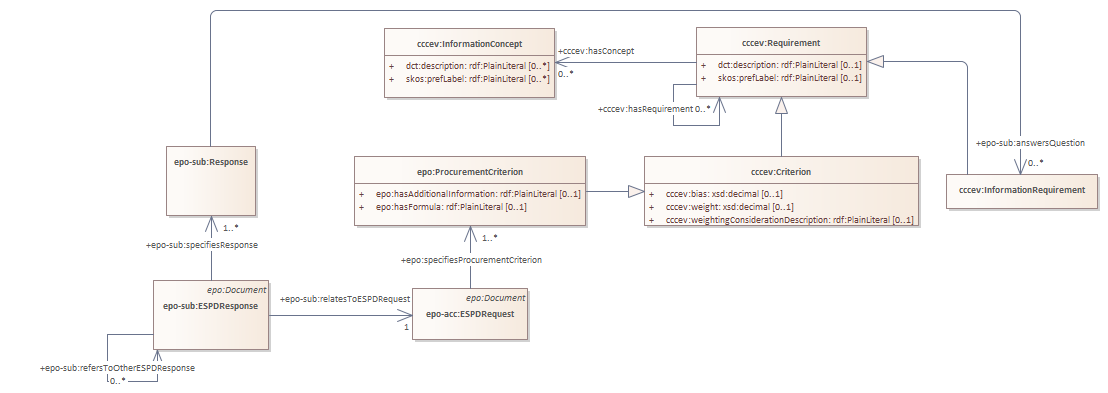 cccev:InformationConcept
+ dct:description: rdf:PlainLiteral [0..*]
+ skos:prefLabel: rdf:PlainLiteral [0..*]
+cccev:hasConcept
0..*
cccev:Requirement
+ dct:description: rdf:PlainLiteral [0..1]
+ skos:prefLabel: rdf:PlainLiteral [0..1]
+cccev:hasRequirement 0..*
+epo-sub:answersQuestion
0..*
epo-sub:Response
epo:ProcurementCriterion
+ epo:hasAdditionalInformation: rdf:PlainLiteral [0..1]
+ epo:hasFormula: rdf:PlainLiteral [0..1]
cccev:Criterion
+ cccev:bias: xsd:decimal [0..1]
+ cccev:weight: xsd:decimal [0..1]
+ cccev:weightingConsiderationDescription: rdf:PlainLiteral [0..1]
cccev:InformationRequirement
1..*
+epo-sub:specifiesResponse
1..*
+epo:specifiesProcurementCriterion
epo:Document
epo-sub:ESPDResponse
+epo-sub:relatesToESPDRequest
1
epo:Document
epo-acc:ESPDRequest
+epo-sub:refersToOtherESPDResponse
0..*